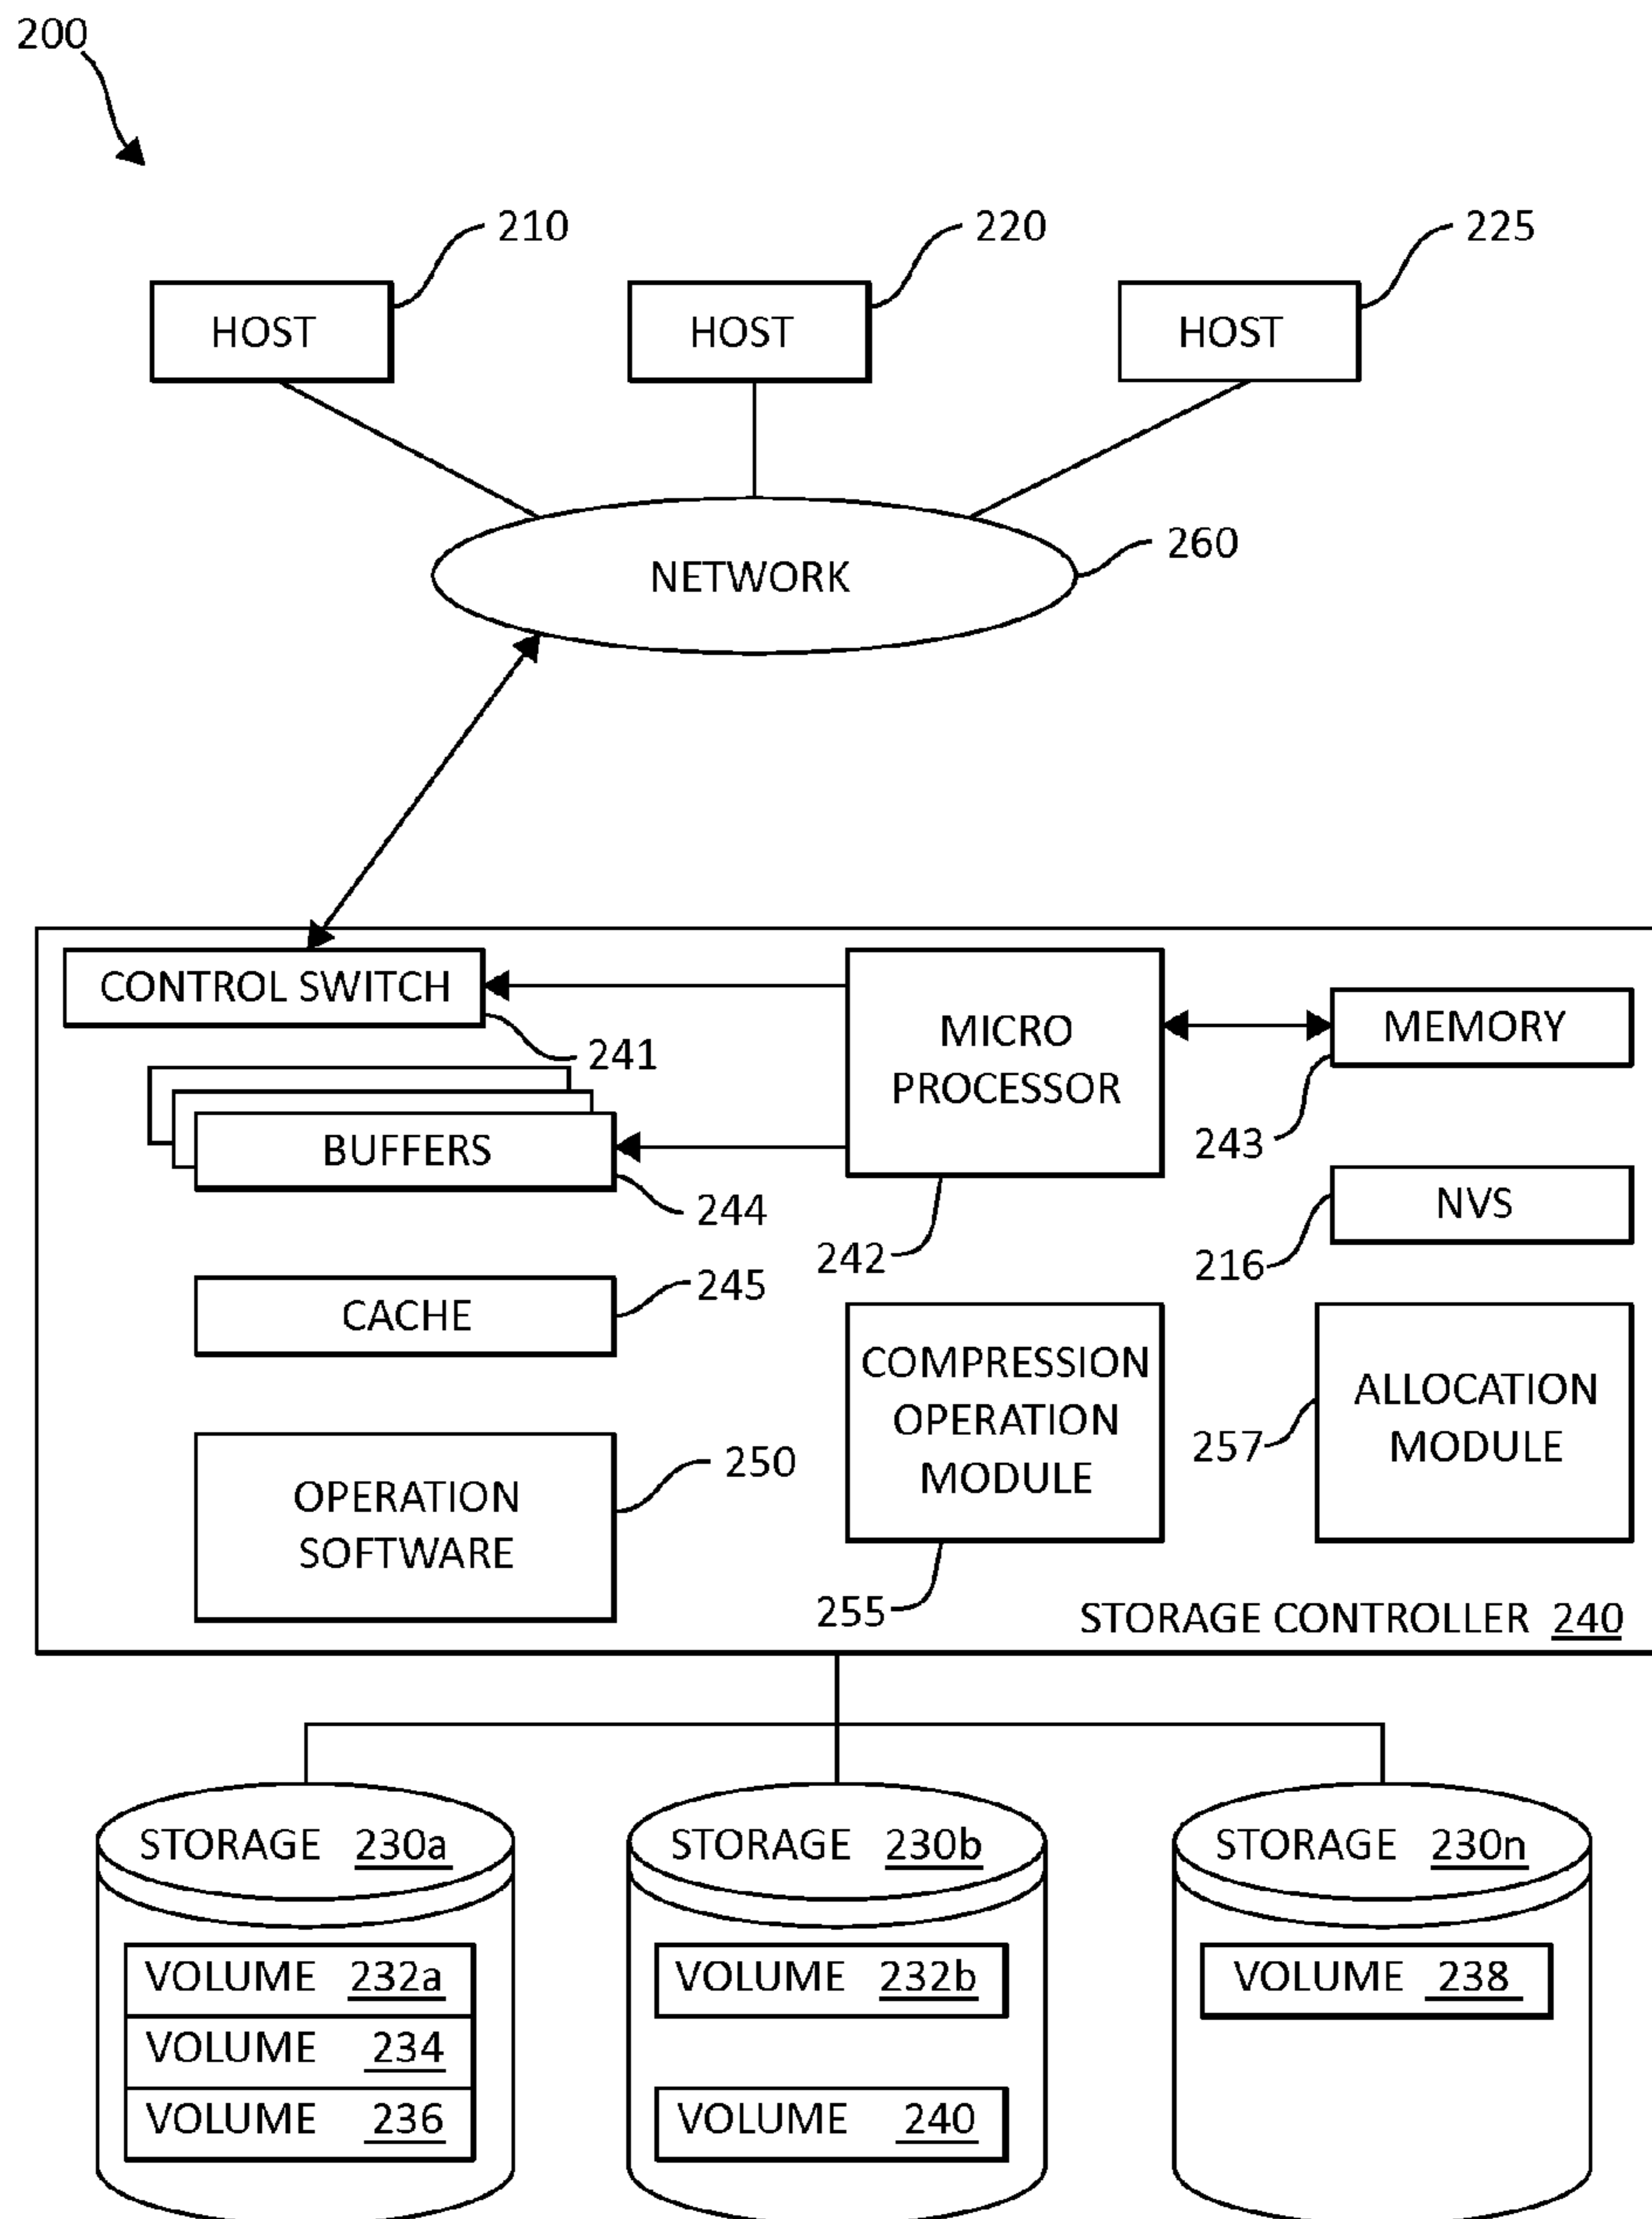 200
210
220
225
HOST
HOST
HOST
260
NETWORK
CONTROL SWITCH
241
MICRO
PROCESSOR
MEMORY
243
BUFFERS
244
242
NVS
216
245
CACHE
COMPRESSION
OPERATION
MODULE
255
ALLOCATION
MODULE
257
250
OPERATION
SOFTWARE
STORAGE CONTROLLER 240
STORAGE 230a
VOLUME 232a
VOLUME 234
VOLUME 236
STORAGE 230b
VOLUME 232b
VOLUME 240
STORAGE 230n
VOLUME 238